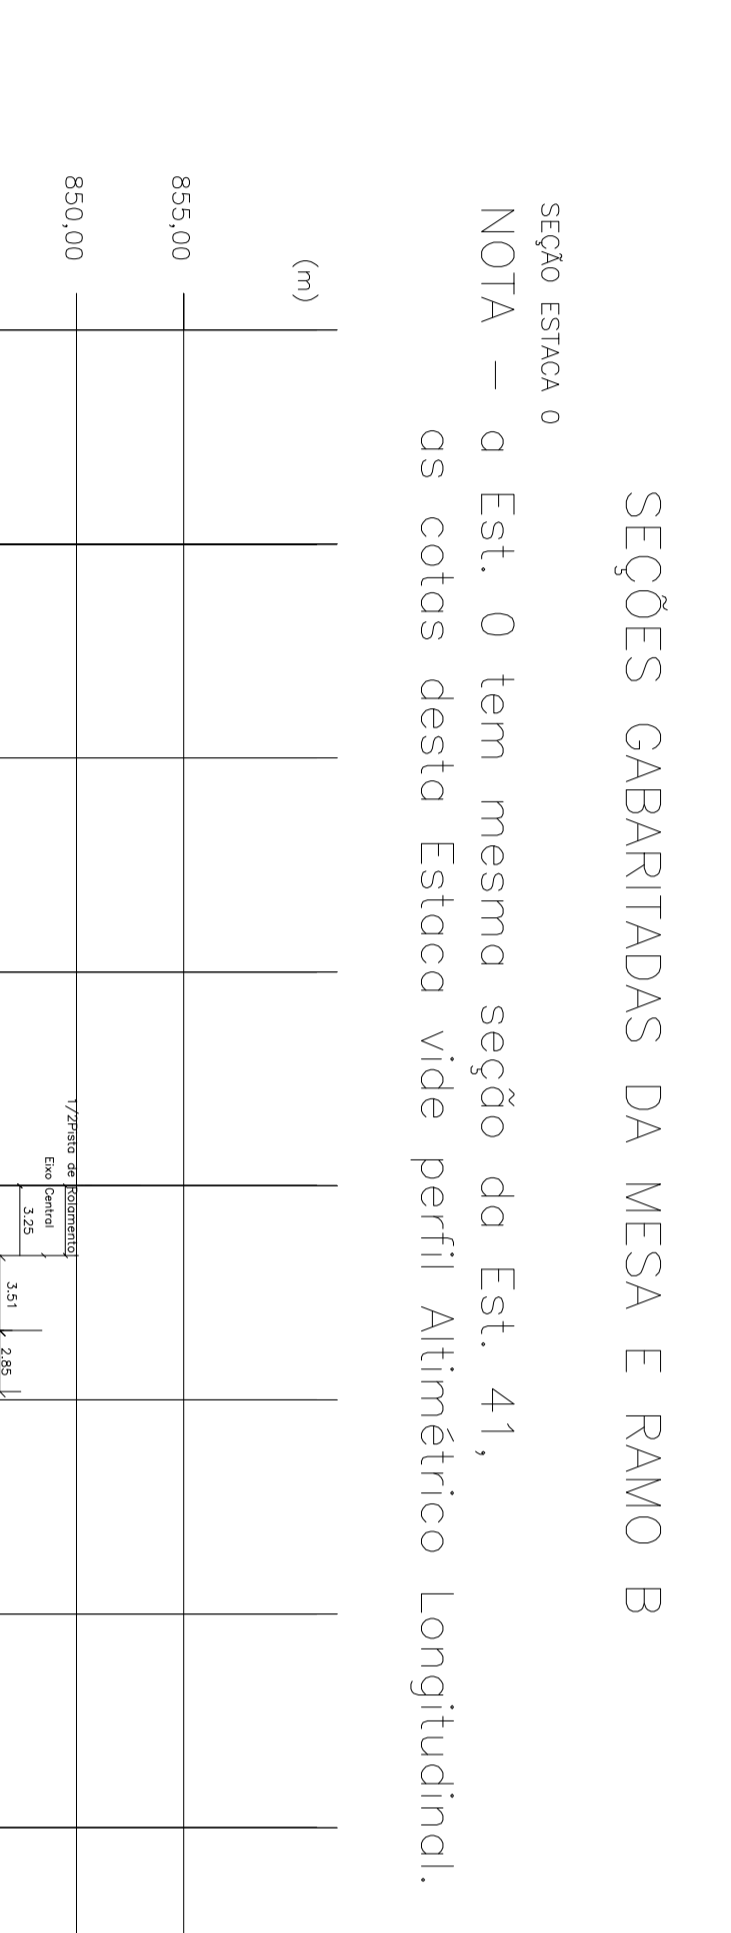 SEÇÕES GABARITADAS DA MESA E RAMO B
SEÇÃO ESTACA 0
NOTA – a Est. 0 tem mesma seção da Est. 41,
as cotas desta Estaca vide perfil Altimétrico Longitudinal.
(m)
855,00
850,00
1/2Pista de Rolamento
Eixo Central
3.25
3.51
2.85